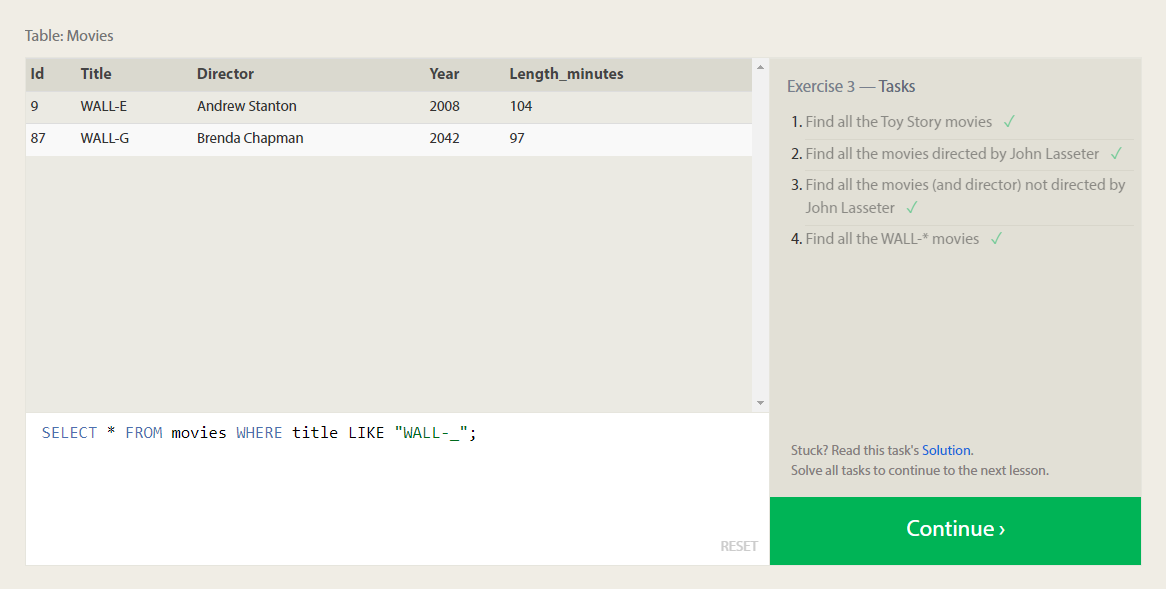 Table: Movies
Id Title Director Year Length_minutes
9 WALL-E Andrew Stanton 2008 104
87 WALL-G Brenda Chapman 2042 97
SELECT * FROM movies WHERE title LIKE "WALL-_";
RESET
Exercise 3 — Tasks
1. Find all the Toy Story movies ✓
2. Find all the movies directed by John Lasseter ✓
3. Find all the movies (and director) not directed by
John Lasseter ✓
4. Find all the WALL-* movies ✓
Stuck? Read this task's Solution.
Solve all tasks to continue to the next lesson.
Continue ›